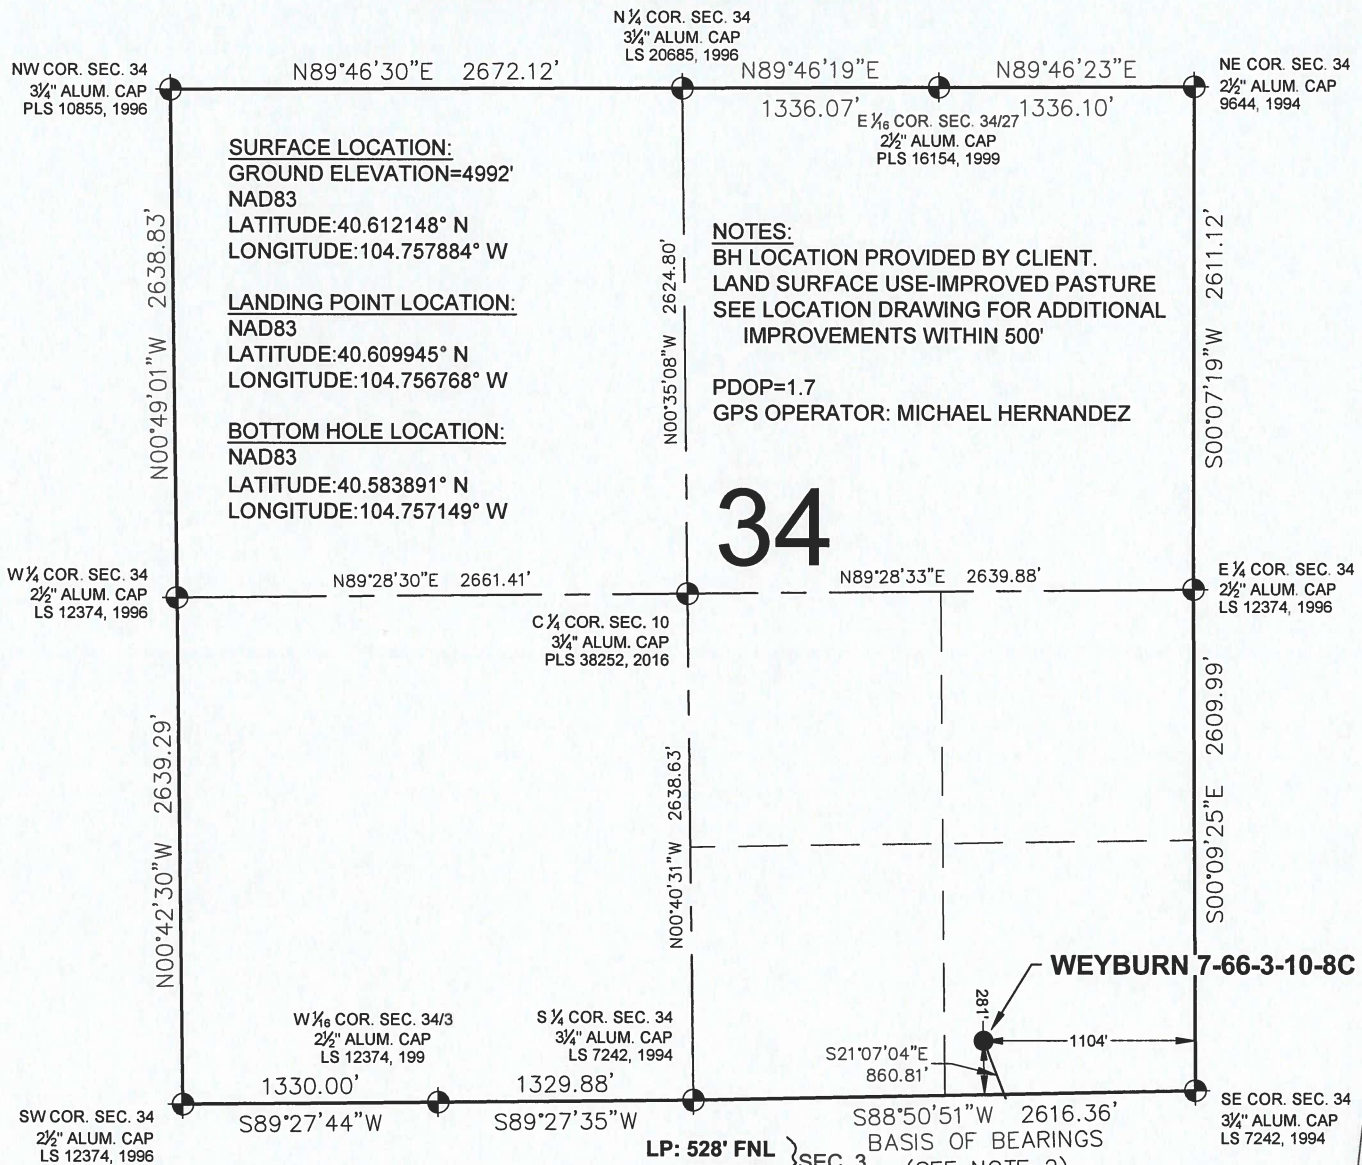 N ¼ COR. SEC. 34
3¼" ALUM. CAP
LS 20685, 1996
NW COR. SEC. 34
3¼" ALUM. CAP
PLS 10855, 1996
N89°46'30"E 2672.12'
N89°46'19"E
1336.07'
N89°46'23"E
1336.10'
NE COR. SEC. 34
2½" ALUM. CAP
9644, 1994
E 1⁄16 COR. SEC. 34/27
2½" ALUM. CAP
PLS 16154, 1999
SURFACE LOCATION:
GROUND ELEVATION=4992'
NAD83
LATITUDE:40.612148° N
LONGITUDE:104.757884° W
LANDING POINT LOCATION:
NAD83
LATITUDE:40.609945° N
LONGITUDE:104.756768° W
BOTTOM HOLE LOCATION:
NAD83
LATITUDE:40.583891° N
LONGITUDE:104.757149° W
N00°49'01"W 2638.83'
N00°35'08"W 2624.80'
NOTES:
BH LOCATION PROVIDED BY CLIENT.
LAND SURFACE USE-IMPROVED PASTURE
SEE LOCATION DRAWING FOR ADDITIONAL
IMPROVEMENTS WITHIN 500'
PDOP=1.7
GPS OPERATOR: MICHAEL HERNANDEZ
S00°07'19"W 2611.12'
34
W ¼ COR. SEC. 34
2½" ALUM. CAP
LS 12374, 1996
N89°28'30"E 2661.41'
N89°28'33"E 2639.88'
E ¼ COR. SEC. 34
2½" ALUM. CAP
LS 12374, 1996
C ¼ COR. SEC. 10
3¼" ALUM. CAP
PLS 38252, 2016
N00°42'30"W 2639.29'
N00°40'31"W 2638.63'
S00°09'25"E 2609.99'
WEYBURN 7-66-3-10-8C
281'
1104'
S21°07'04"E
860.81'
W 1⁄16 COR. SEC. 34/3
2½" ALUM. CAP
LS 12374, 199
S ¼ COR. SEC. 34
3¼" ALUM. CAP
LS 7242, 1994
1330.00'
S89°27'44"W
1329.88'
S89°27'35"W
SW COR. SEC. 34
2½" ALUM. CAP
LS 12374, 1996
S88°50'51"W 2616.36'
BASIS OF BEARINGS
(SEE NOTE 2)
SE COR. SEC. 34
3¼" ALUM. CAP
LS 7242, 1994
LP: 528' FNL
SEC. 3